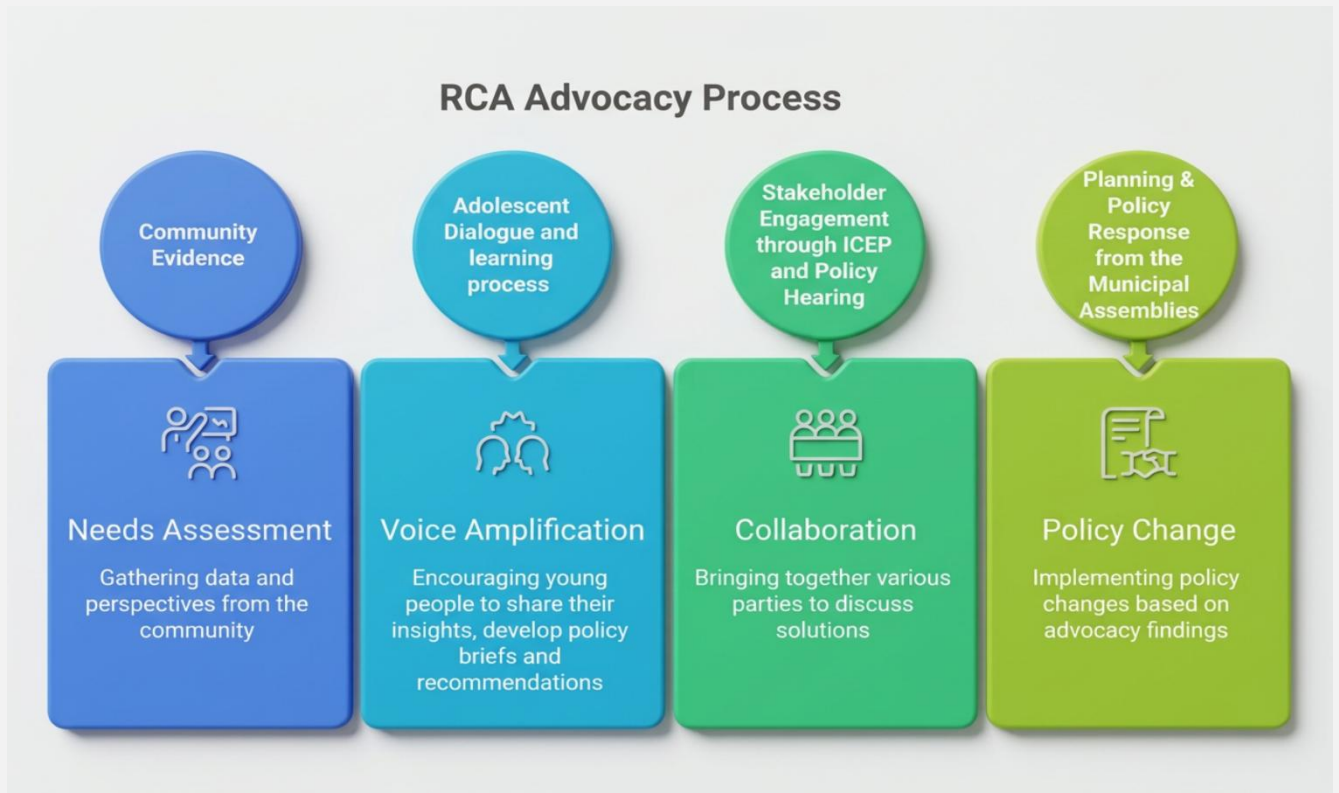 RCA Advocacy Process
Community
Evidence
Needs Assessment
Gathering data and
perspectives from the
community
Adolescent
Dialogue and
learning
process
Voice Amplification
Encouraging young
people to share their
insights, develop policy
briefs and
recommendations
Stakeholder
Engagement
through ICEP
and Policy
Hearing
Collaboration
Bringing together various
parties to discuss
solutions
Planning &
Policy
Response
from the
Municipal
Assemblies
Policy Change
Implementing policy
changes based on
advocacy findings